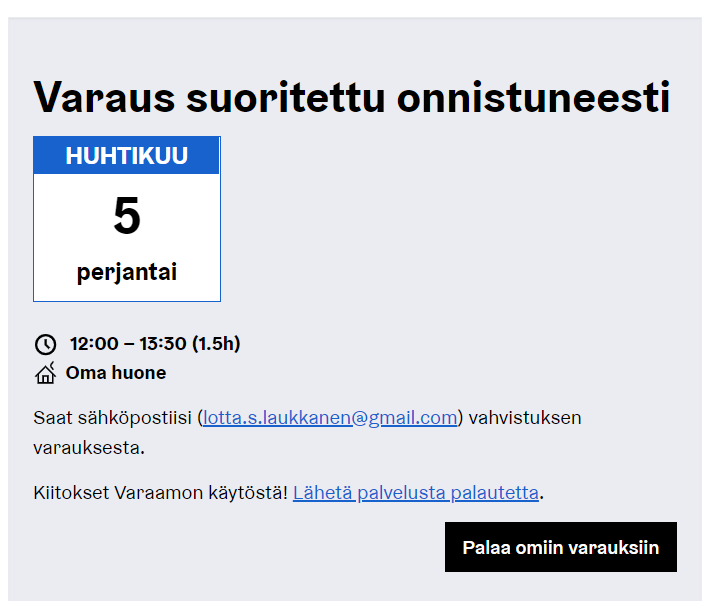 Varaus suoritettu onnistuneesti
HUHTIKUU
5
perjantai
12:00 – 13:30 (1.5h)
Oma huone
Saat sähköpostiisi (lotta.s.laukkanen@gmail.com) vahvistuksen
varauksesta.
Kiitokset Varaamon käytöstä! Lähetä palvelusta palautetta.
Palaa omiin varauksiin